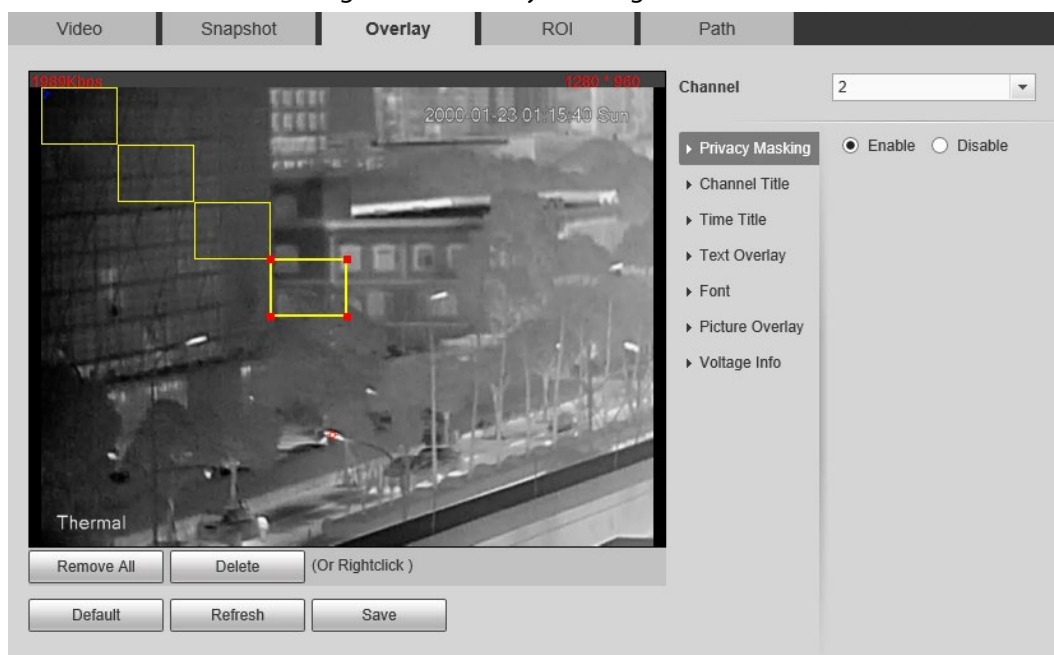 Video Snapshot Overlay ROI Path
1989Kbps 1280 * 960
2000-01-23 01:15:40 Sun
Thermal
Remove All Delete (Or Rightclick )
Default Refresh Save
Channel 2
Privacy Masking Enable Disable
Channel Title
Time Title
Text Overlay
Font
Picture Overlay
Voltage Info